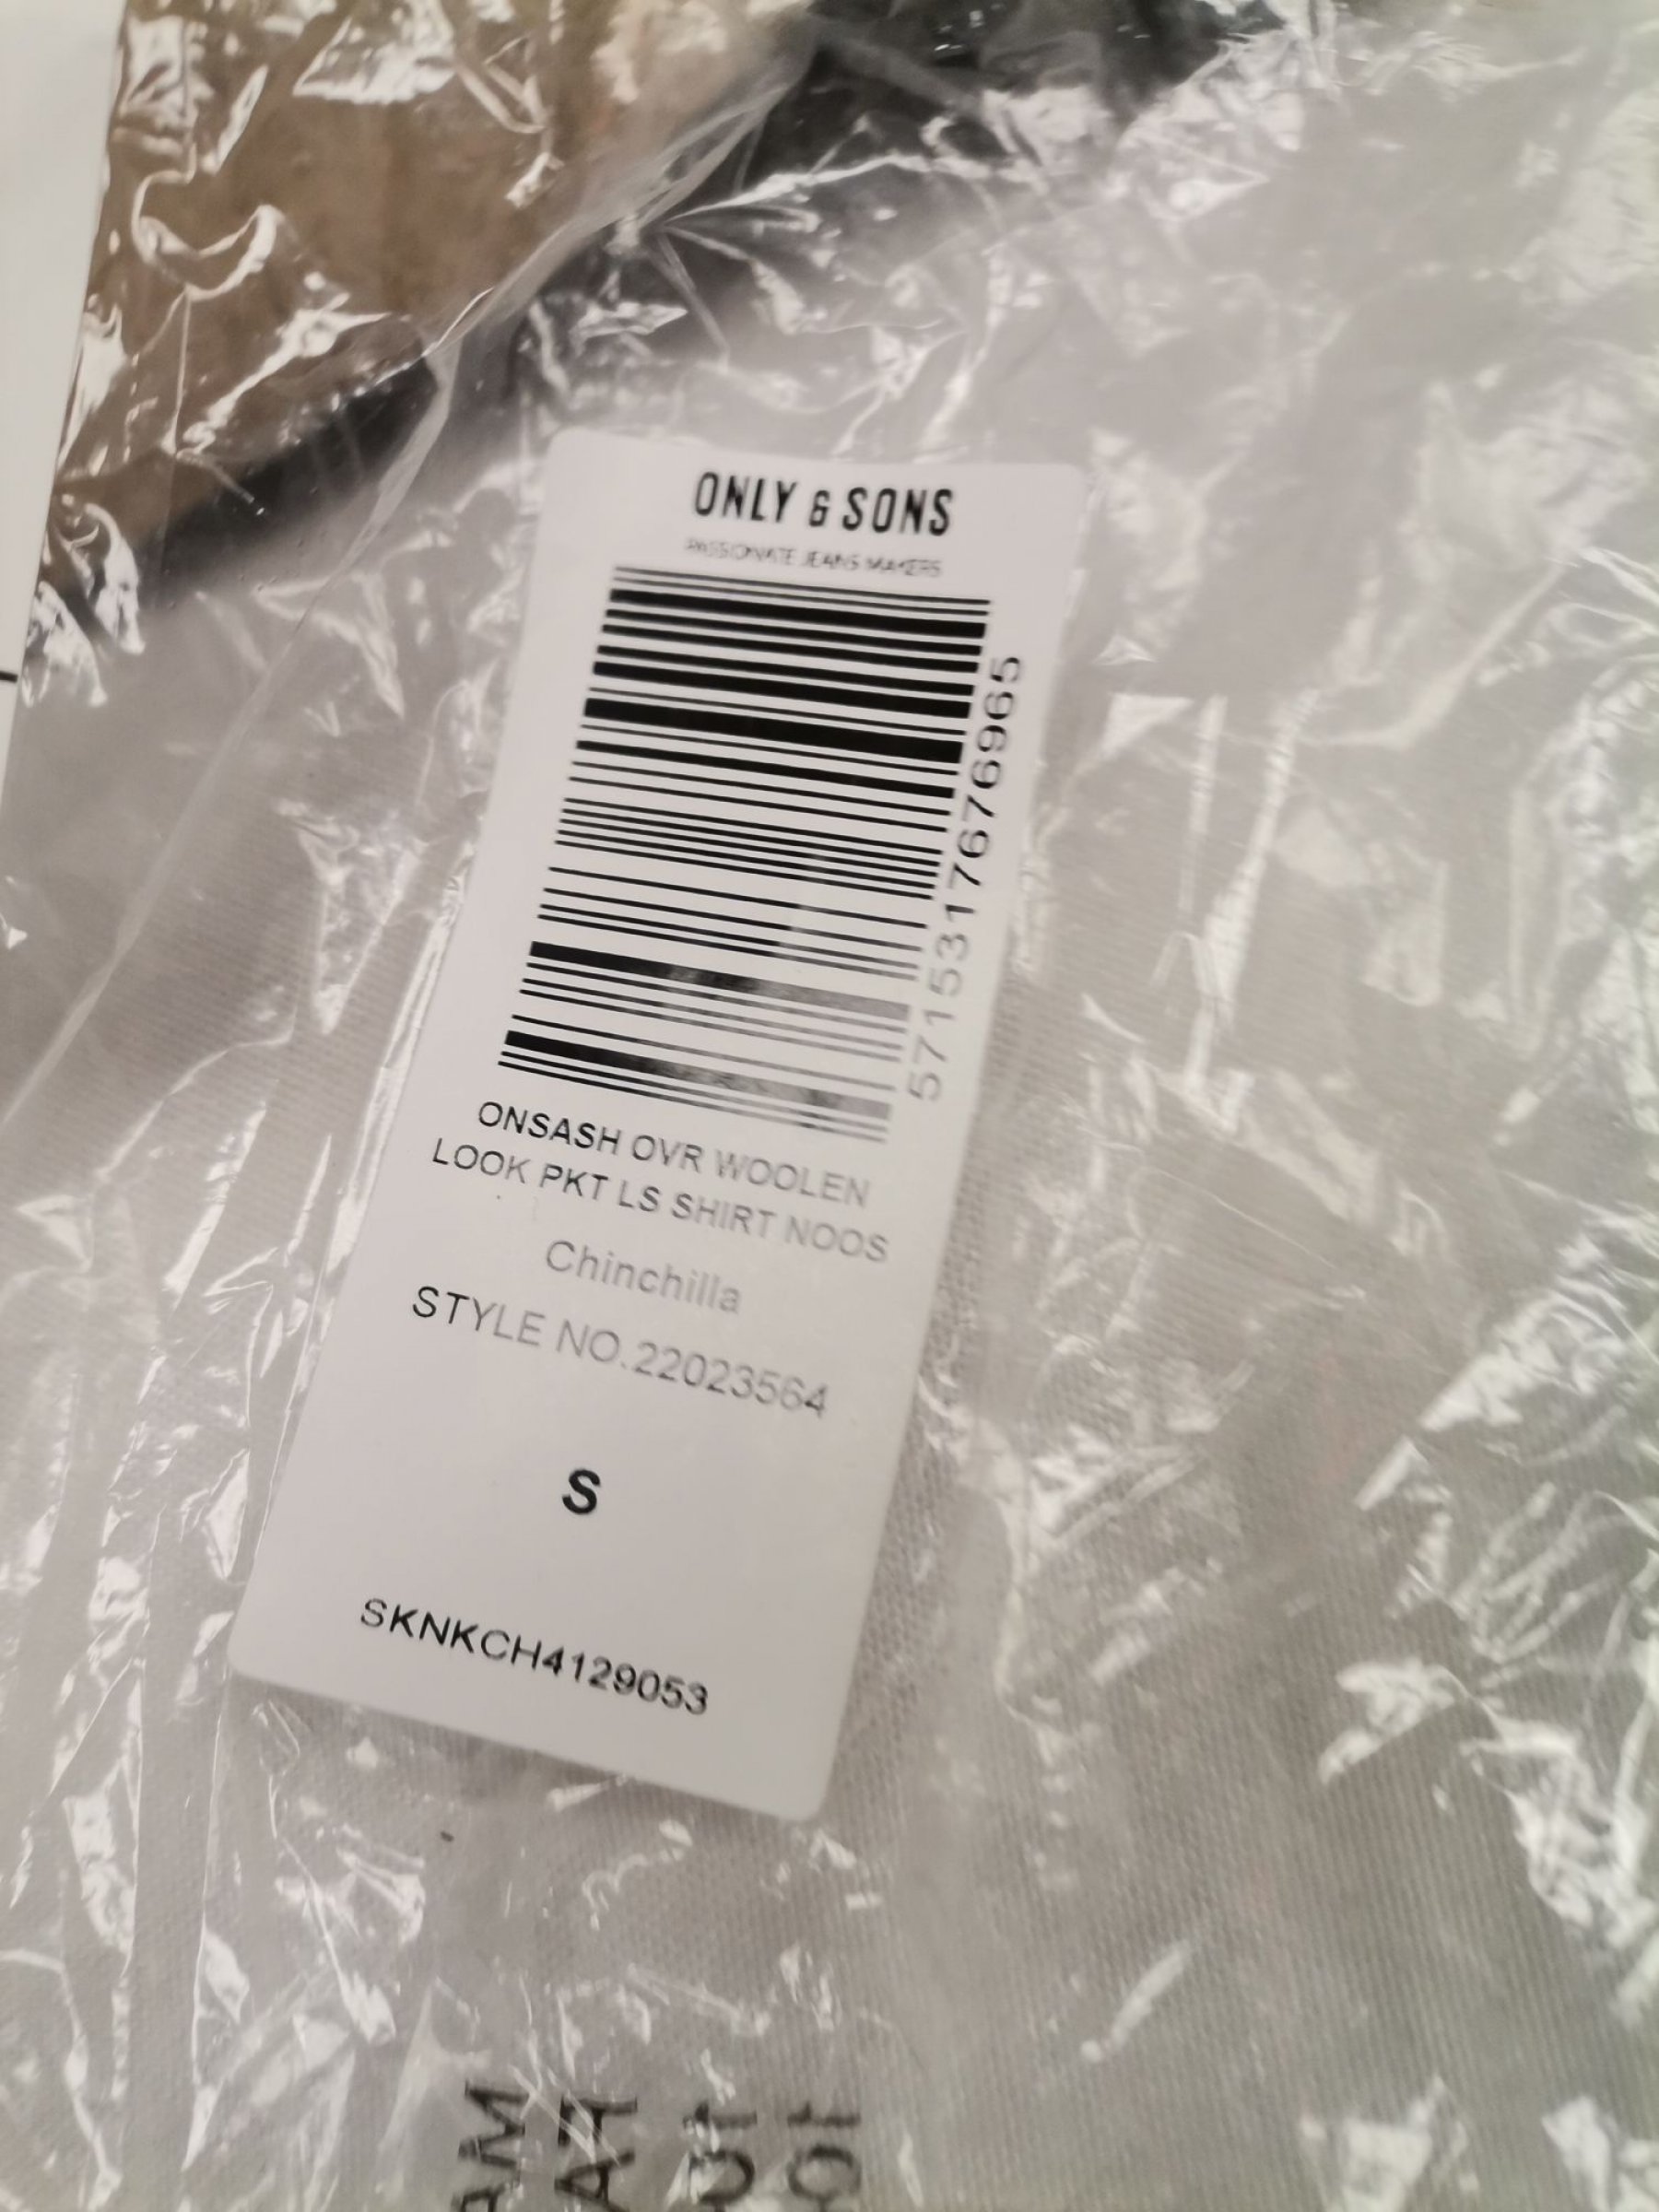 ONLY & SONS
PASSIONATE JEANS MAKERS
5715317676965
ONSASH OVR WOOLEN
LOOK PKT LS SHIRT NOOS
Chinchilla
STYLE NO.22023564
S
SKNKCH4129053